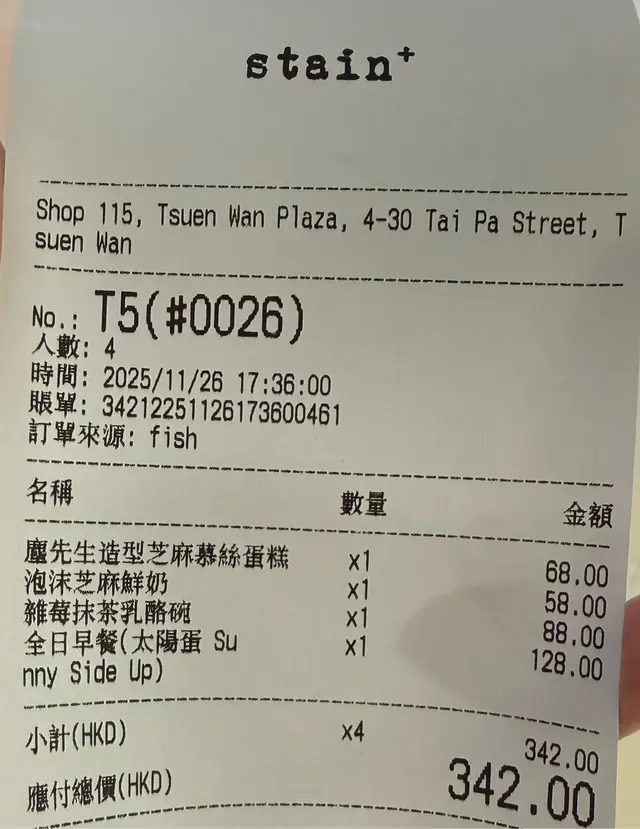 stain+
Shop 115, Tsuen Wan Plaza, 4-30 Tai Pa Street, T
suen Wan
No.: T5(#0026)
人數: 4
時間: 2025/11/26 17:36:00
賬單: 34212251126173600461
訂單來源: fish
名稱 數量 金額
塵先生造型芝麻慕絲蛋糕 x1 68.00
泡沫芝麻鮮奶 x1 58.00
雜莓抹茶乳酪碗 x1 88.00
全日早餐(太陽蛋 Su x1 128.00
nny Side Up)
小計(HKD) x4 342.00
應付總價(HKD) 342.00